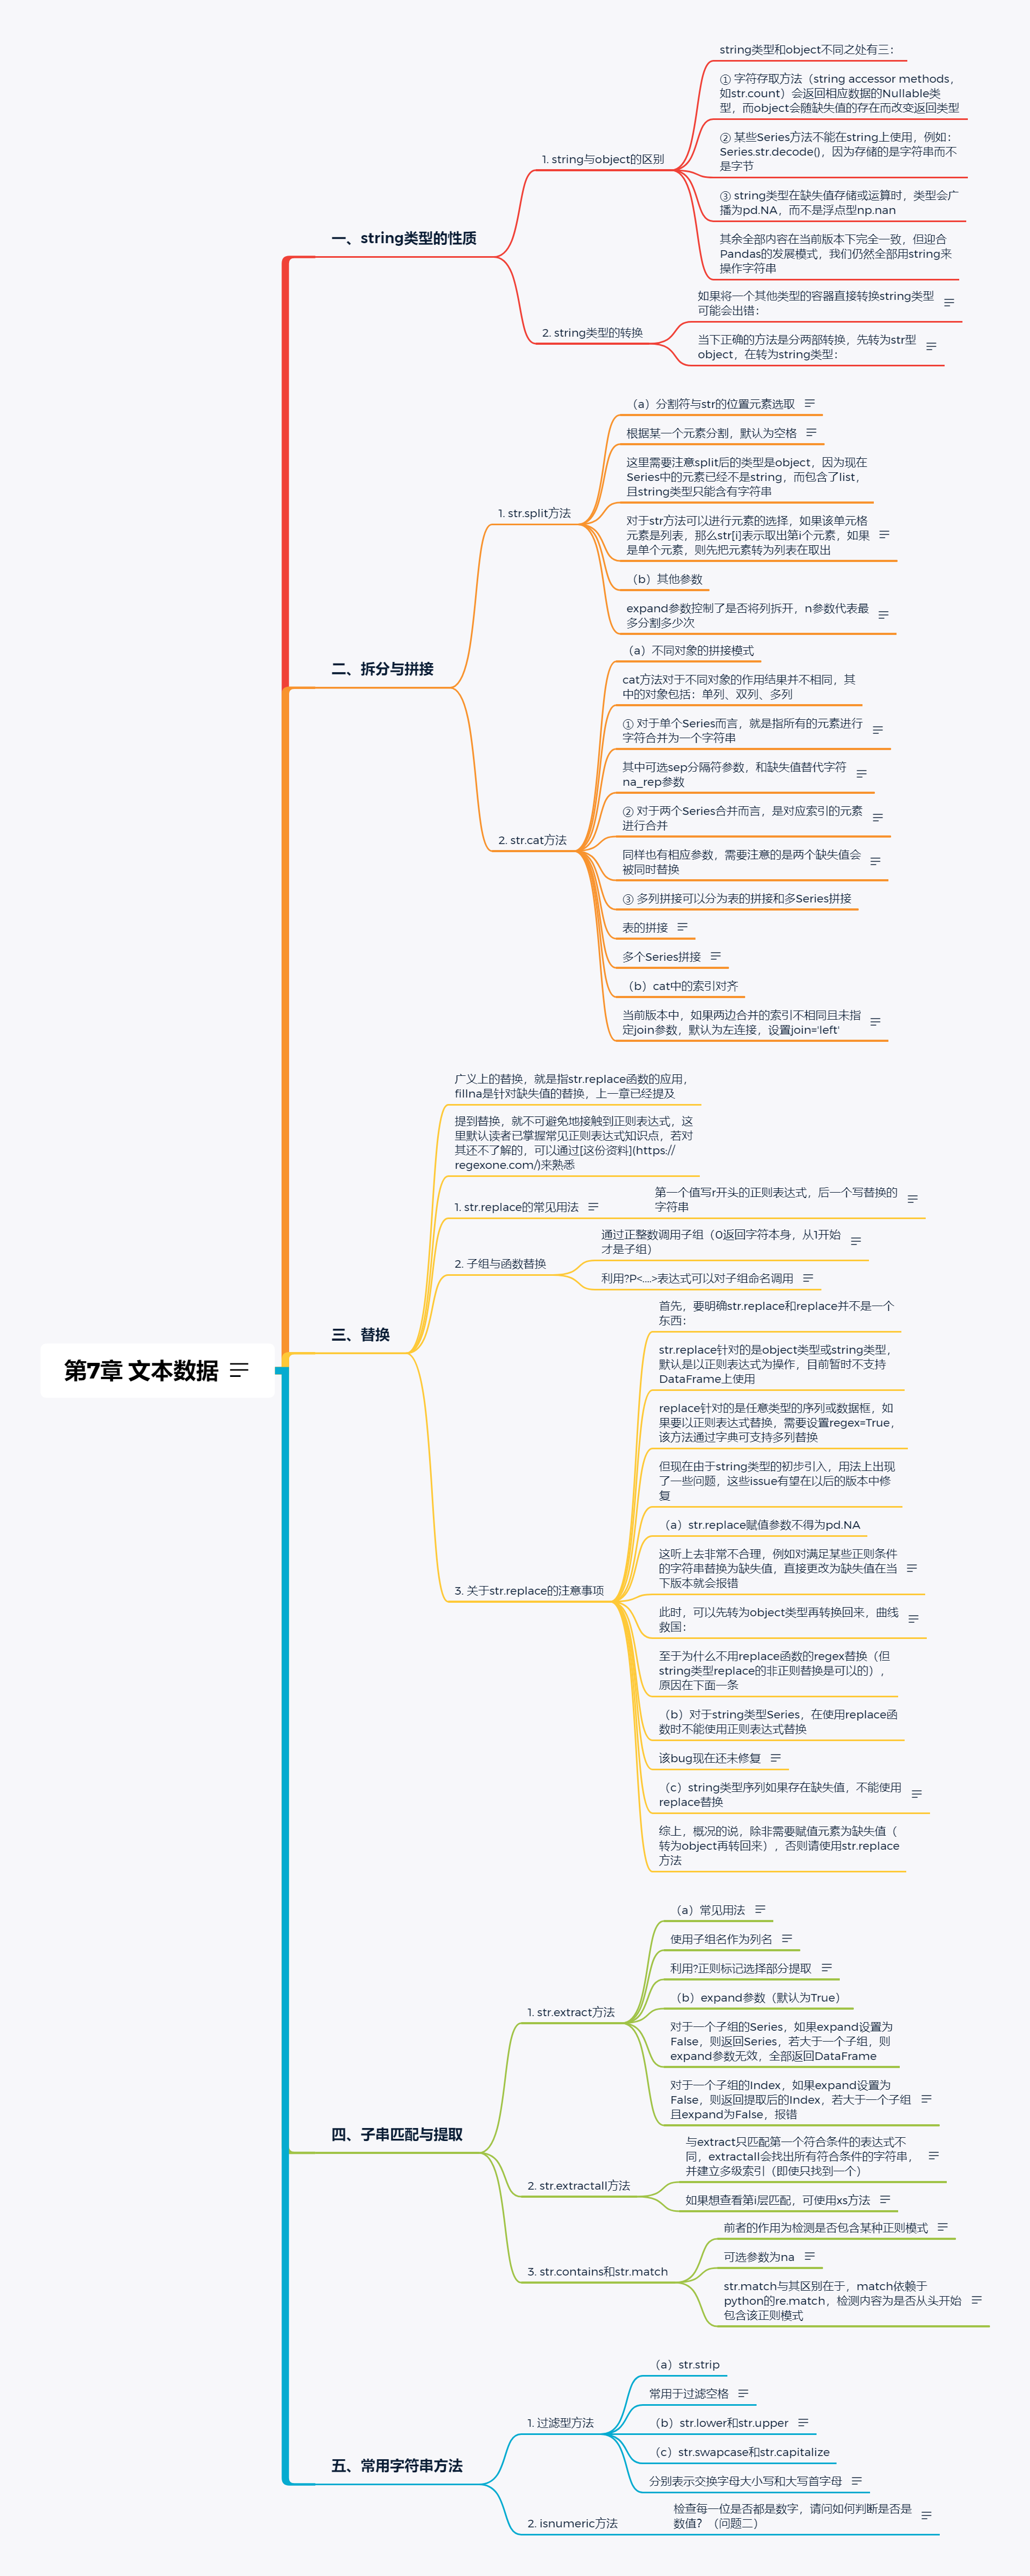 第7章 文本数据
一、string类型的性质
1. string与object的区别
string类型和object不同之处有三：
① 字符存取方法（string accessor methods，
如str.count）会返回相应数据的Nullable类
型，而object会随缺失值的存在而改变返回类型
② 某些Series方法不能在string上使用，例如：
Series.str.decode()，因为存储的是字符串而不
是字节
③ string类型在缺失值存储或运算时，类型会广
播为pd.NA，而不是浮点型np.nan
其余全部内容在当前版本下完全一致，但迎合
Pandas的发展模式，我们仍然全部用string来
操作字符串
2. string类型的转换
如果将一个其他类型的容器直接转换string类型
可能会出错：
当下正确的方法是分两部转换，先转为str型
object，在转为string类型：
二、拆分与拼接
1. str.split方法
（a）分割符与str的位置元素选取
根据某一个元素分割，默认为空格
这里需要注意split后的类型是object，因为现在
Series中的元素已经不是string，而包含了list，
且string类型只能含有字符串
对于str方法可以进行元素的选择，如果该单元格
元素是列表，那么str[i]表示取出第i个元素，如果
是单个元素，则先把元素转为列表在取出
（b）其他参数
expand参数控制了是否将列拆开，n参数代表最
多分割多少次
2. str.cat方法
（a）不同对象的拼接模式
cat方法对于不同对象的作用结果并不相同，其
中的对象包括：单列、双列、多列
① 对于单个Series而言，就是指所有的元素进行
字符合并为一个字符串
其中可选sep分隔符参数，和缺失值替代字符
na_rep参数
② 对于两个Series合并而言，是对应索引的元素
进行合并
同样也有相应参数，需要注意的是两个缺失值会
被同时替换
③ 多列拼接可以分为表的拼接和多Series拼接
表的拼接
多个Series拼接
（b）cat中的索引对齐
当前版本中，如果两边合并的索引不相同且未指
定join参数，默认为左连接，设置join='left'
三、替换
广义上的替换，就是指str.replace函数的应用，
fillna是针对缺失值的替换，上一章已经提及
提到替换，就不可避免地接触到正则表达式，这
里默认读者已掌握常见正则表达式知识点，若对
其还不了解的，可以通过[这份资料](https://
regexone.com/)来熟悉
1. str.replace的常见用法
第一个值写r开头的正则表达式，后一个写替换的
字符串
2. 子组与函数替换
通过正整数调用子组（0返回字符本身，从1开始
才是子组）
利用?P<....>表达式可以对子组命名调用
3. 关于str.replace的注意事项
首先，要明确str.replace和replace并不是一个
东西：
str.replace针对的是object类型或string类型，
默认是以正则表达式为操作，目前暂时不支持
DataFrame上使用
replace针对的是任意类型的序列或数据框，如
果要以正则表达式替换，需要设置regex=True，
该方法通过字典可支持多列替换
但现在由于string类型的初步引入，用法上出现
了一些问题，这些issue有望在以后的版本中修
复
（a）str.replace赋值参数不得为pd.NA
这听上去非常不合理，例如对满足某些正则条件
的字符串替换为缺失值，直接更改为缺失值在当
下版本就会报错
此时，可以先转为object类型再转换回来，曲线
救国：
至于为什么不用replace函数的regex替换（但
string类型replace的非正则替换是可以的），
原因在下面一条
（b）对于string类型Series，在使用replace函
数时不能使用正则表达式替换
该bug现在还未修复
（c）string类型序列如果存在缺失值，不能使用
replace替换
综上，概况的说，除非需要赋值元素为缺失值（
转为object再转回来），否则请使用str.replace
方法
四、子串匹配与提取
1. str.extract方法
（a）常见用法
使用子组名作为列名
利用?正则标记选择部分提取
（b）expand参数（默认为True）
对于一个子组的Series，如果expand设置为
False，则返回Series，若大于一个子组，则
expand参数无效，全部返回DataFrame
对于一个子组的Index，如果expand设置为
False，则返回提取后的Index，若大于一个子组
且expand为False，报错
2. str.extractall方法
与extract只匹配第一个符合条件的表达式不
同，extractall会找出所有符合条件的字符串，
并建立多级索引（即使只找到一个）
如果想查看第i层匹配，可使用xs方法
3. str.contains和str.match
前者的作用为检测是否包含某种正则模式
可选参数为na
str.match与其区别在于，match依赖于
python的re.match，检测内容为是否从头开始
包含该正则模式
五、常用字符串方法
1. 过滤型方法
（a）str.strip
常用于过滤空格
（b）str.lower和str.upper
（c）str.swapcase和str.capitalize
分别表示交换字母大小写和大写首字母
2. isnumeric方法
检查每一位是否都是数字，请问如何判断是否是
数值？（问题二）